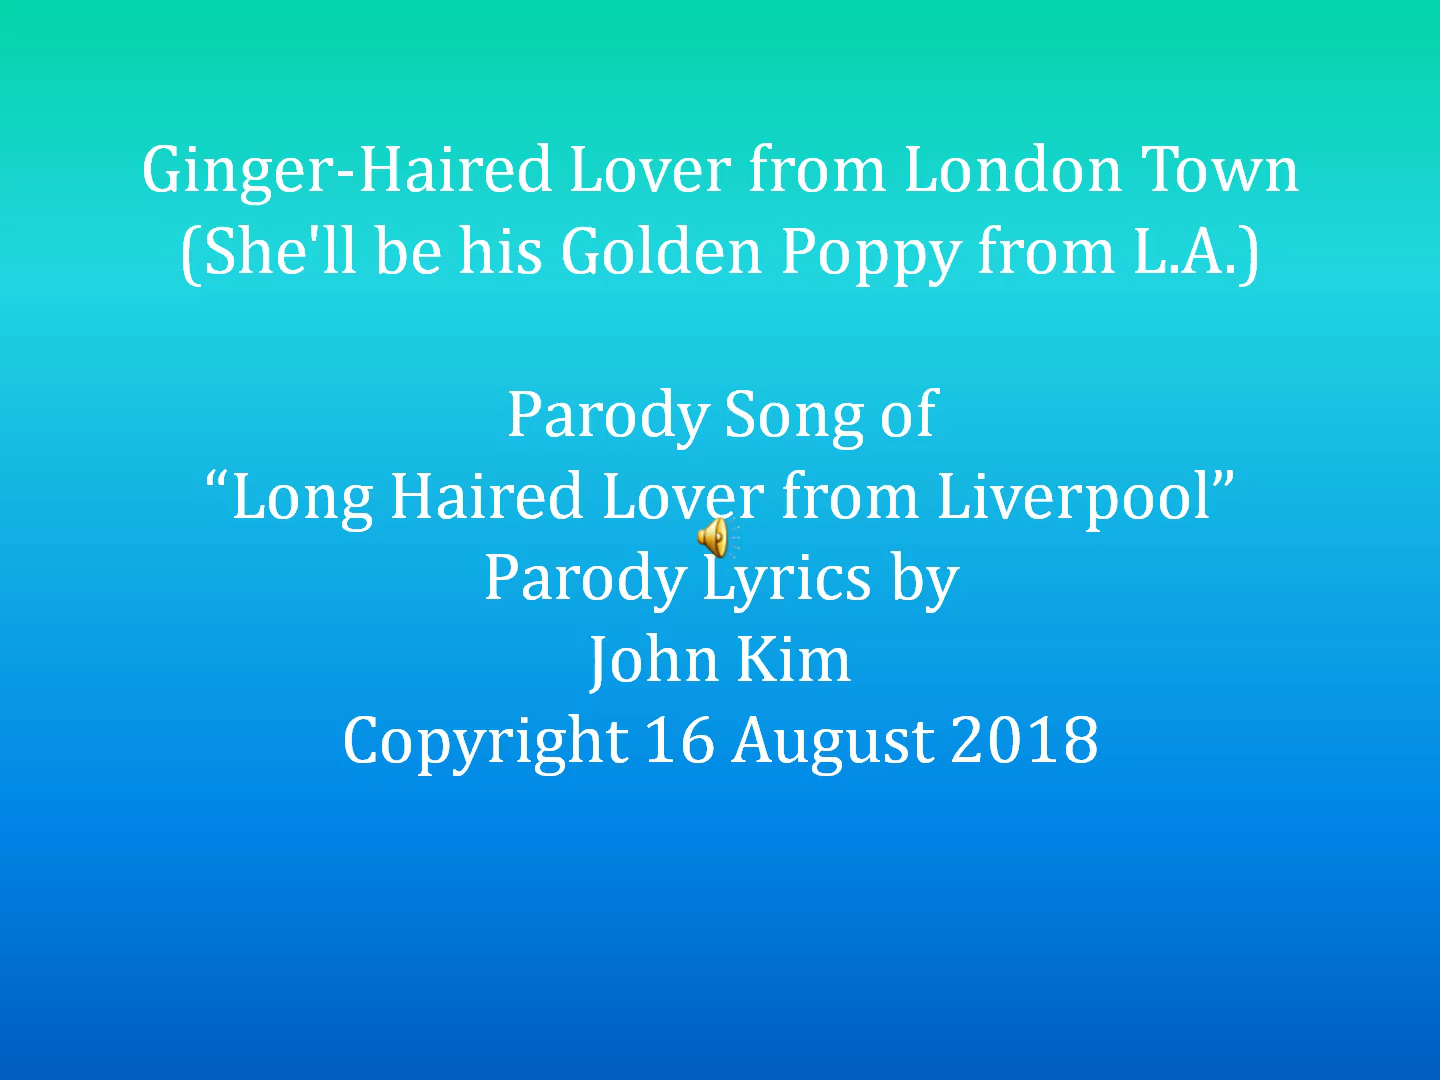 Ginger-Haired Lover from London Town
(She'll be his Golden Poppy from L.A.)
Parody Song of
“Long Haired Lover from Liverpool”
Parody Lyrics by
John Kim
Copyright 16 August 2018